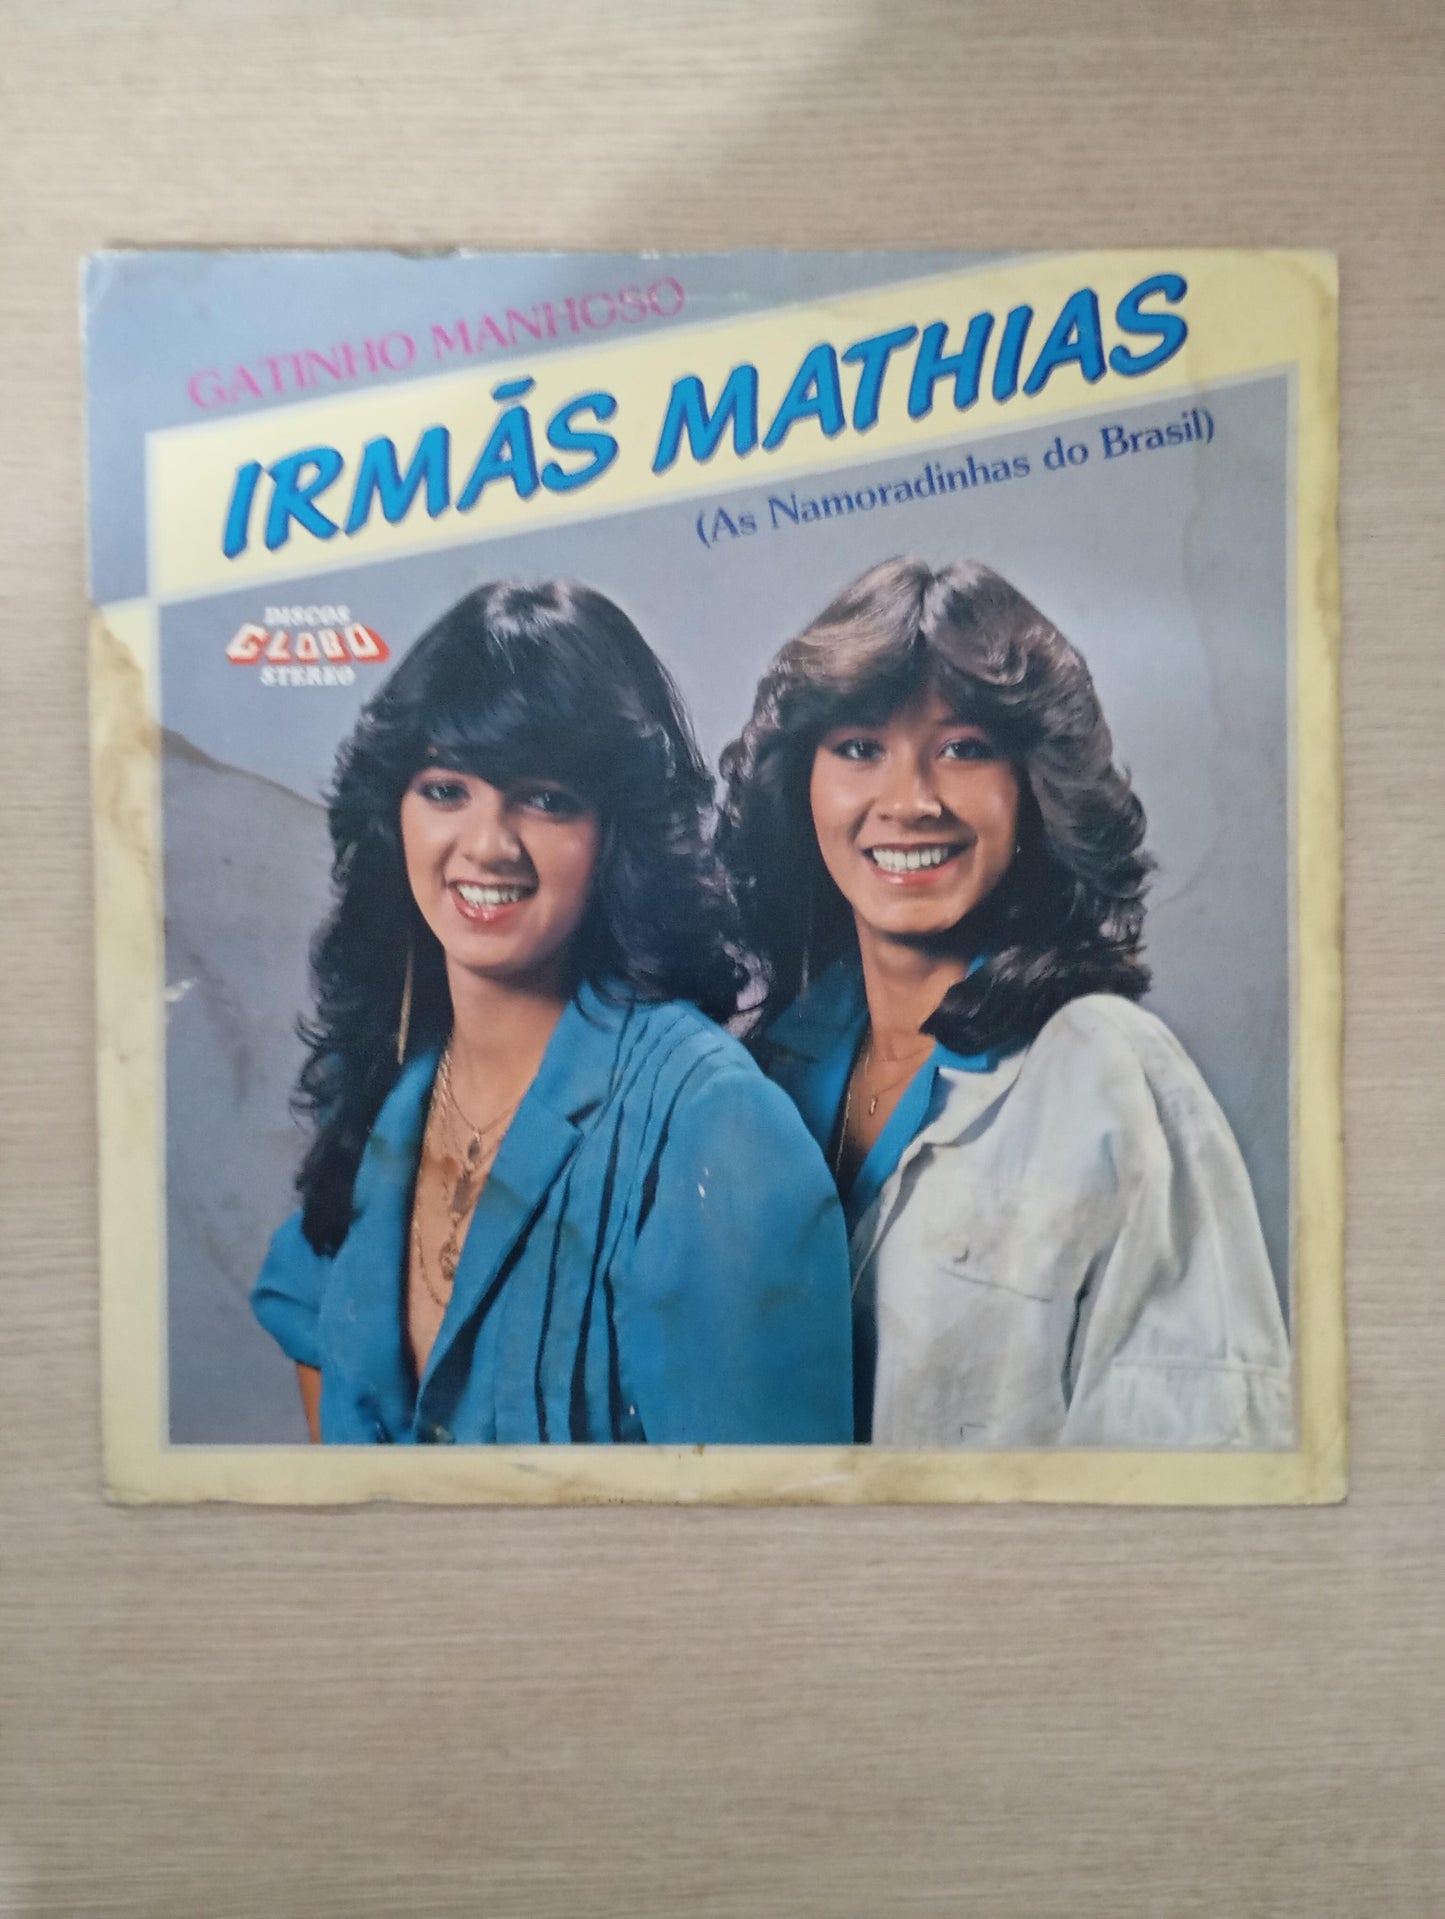 GATINHO MANHOSO
IRMÃS MATHIAS
(As Namoradinhas do Brasil)
DISCOS
GLOBO
STEREO